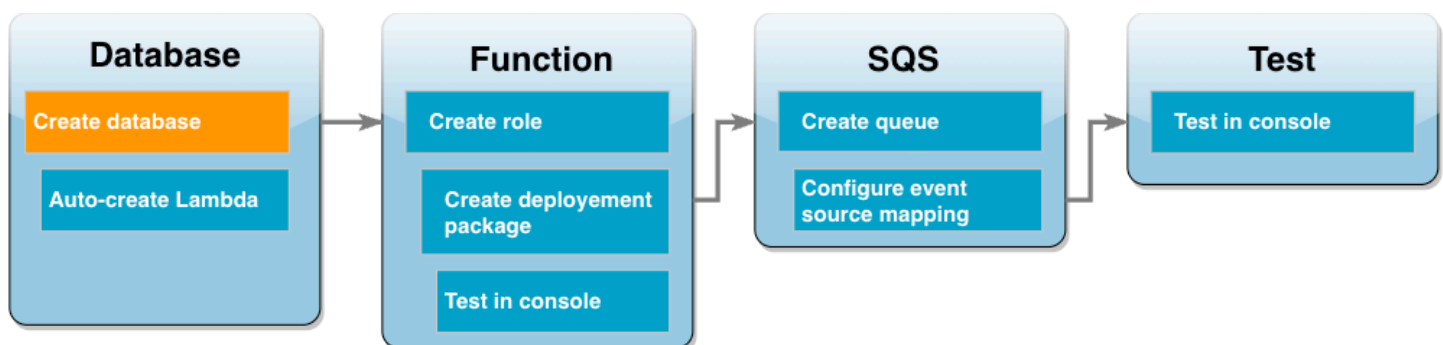 Database
Create database
Auto-create Lambda
Function
Create role
Create deployement
package
Test in console
SQS
Create queue
Configure event
source mapping
Test
Test in console